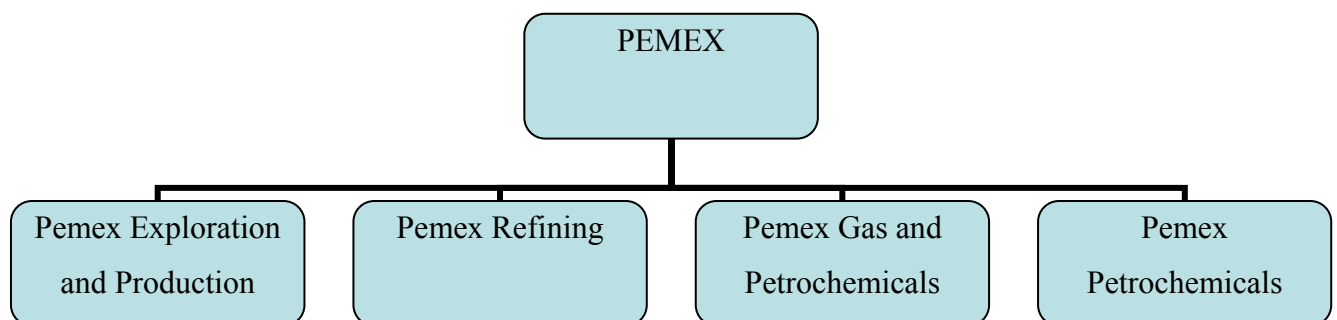 PEMEX
Pemex Exploration
and Production
Pemex Refining
Pemex Gas and
Petrochemicals
Pemex
Petrochemicals